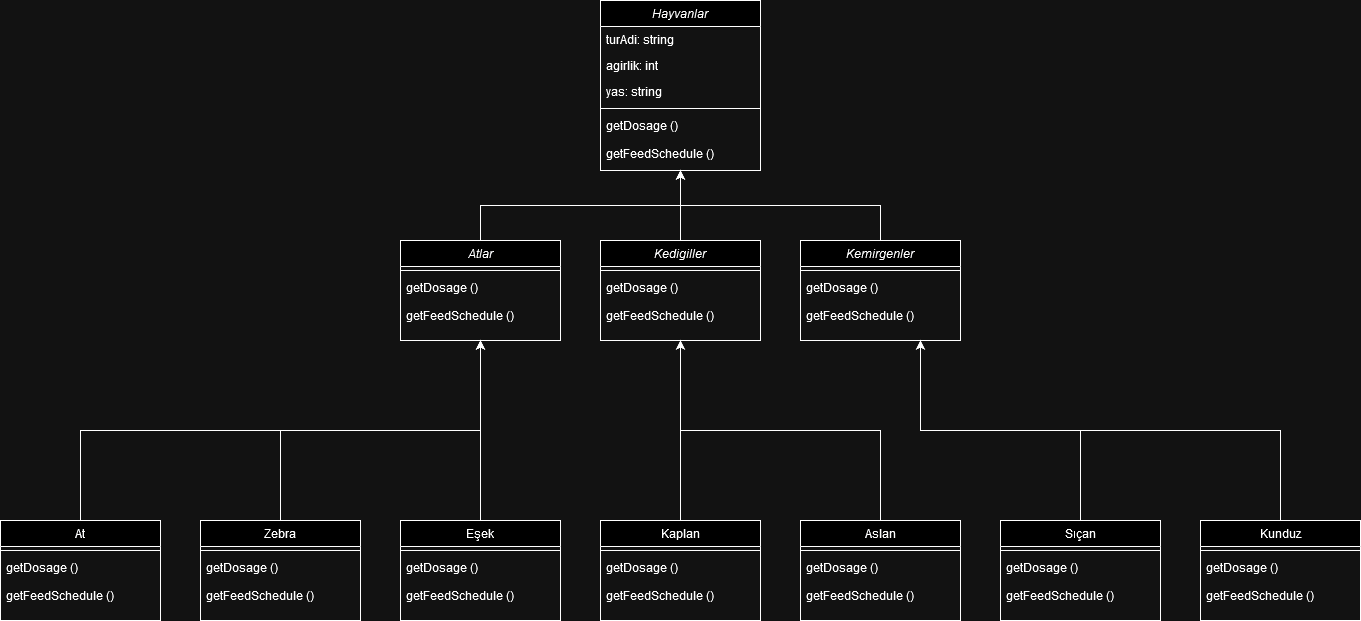 Hayvanlar
turAdi: string
agirlik: int
yas: string
getDosage ()
getFeedSchedule ()
Atlar
getDosage ()
getFeedSchedule ()
Kedigiller
getDosage ()
getFeedSchedule ()
Kemirgenler
getDosage ()
getFeedSchedule ()
At
getDosage ()
getFeedSchedule ()
Zebra
getDosage ()
getFeedSchedule ()
Eşek
getDosage ()
getFeedSchedule ()
Kaplan
getDosage ()
getFeedSchedule ()
Aslan
getDosage ()
getFeedSchedule ()
Sıçan
getDosage ()
getFeedSchedule ()
Kunduz
getDosage ()
getFeedSchedule ()